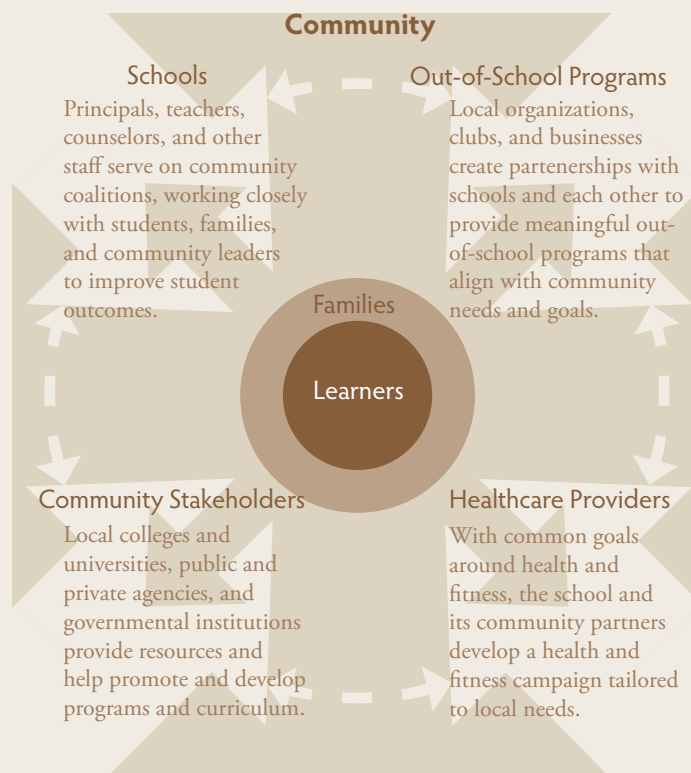 Community
Schools
Principals, teachers,
counselors, and other
staff serve on community
coalitions, working closely
with students, families,
and community leaders
to improve student
outcomes.
Out-of-School Programs
Local organizations,
clubs, and businesses
create partenerships with
schools and each other to
provide meaningful out-
of-school programs that
align with community
needs and goals.
Families
Learners
Community Stakeholders
Local colleges and
universities, public and
private agencies, and
governmental institutions
provide resources and
help promote and develop
programs and curriculum.
Healthcare Providers
With common goals
around health and
fitness, the school and
its community partners
develop a health and
fitness campaign tailored
to local needs.